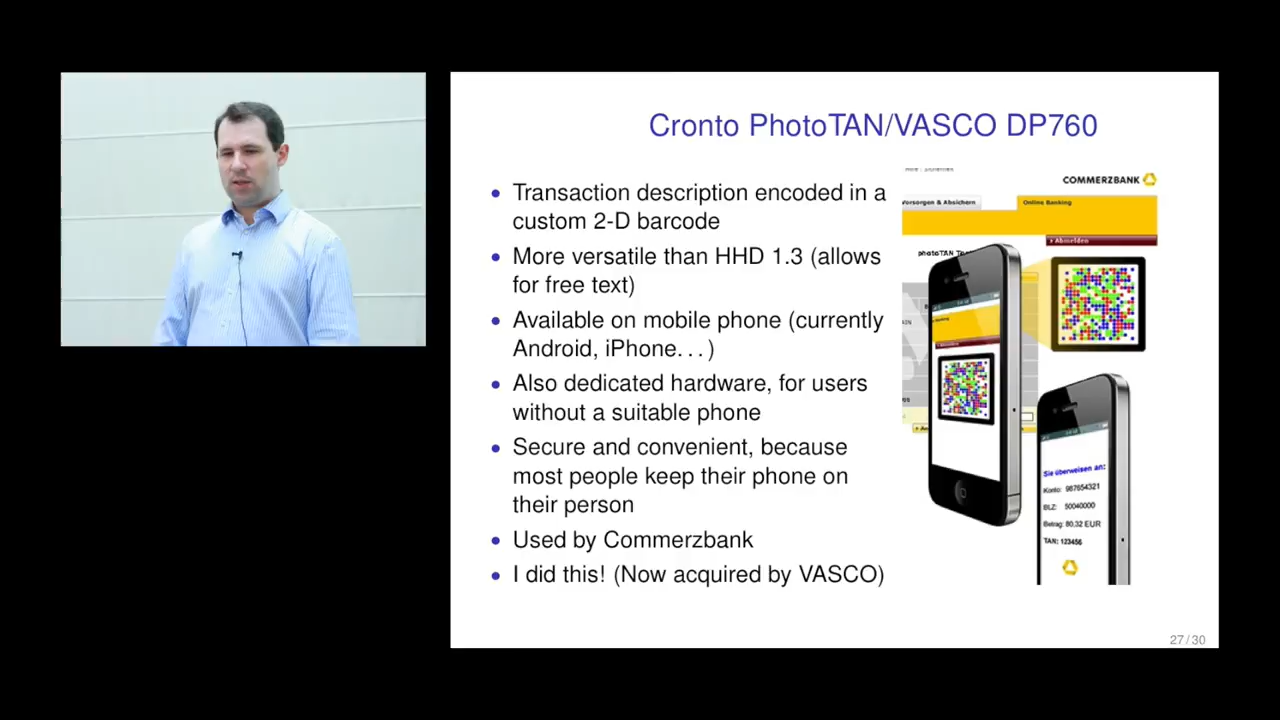 Cronto PhotoTAN/VASCO DP760
• Transaction description encoded in a
custom 2-D barcode
• More versatile than HHD 1.3 (allows
for free text)
• Available on mobile phone (currently
Android, iPhone. . . )
• Also dedicated hardware, for users
without a suitable phone
• Secure and convenient, because
most people keep their phone on
their person
• Used by Commerzbank
• I did this! (Now acquired by VASCO)
COMMERZBANK
Vorsorgen & Absichern
Online Banking
Abmelden
photoTAN
Sie überweisen an:
Konto: 987654321
BLZ: 50040000
Betrag: 80,32 EUR
TAN: 123456
27 / 30